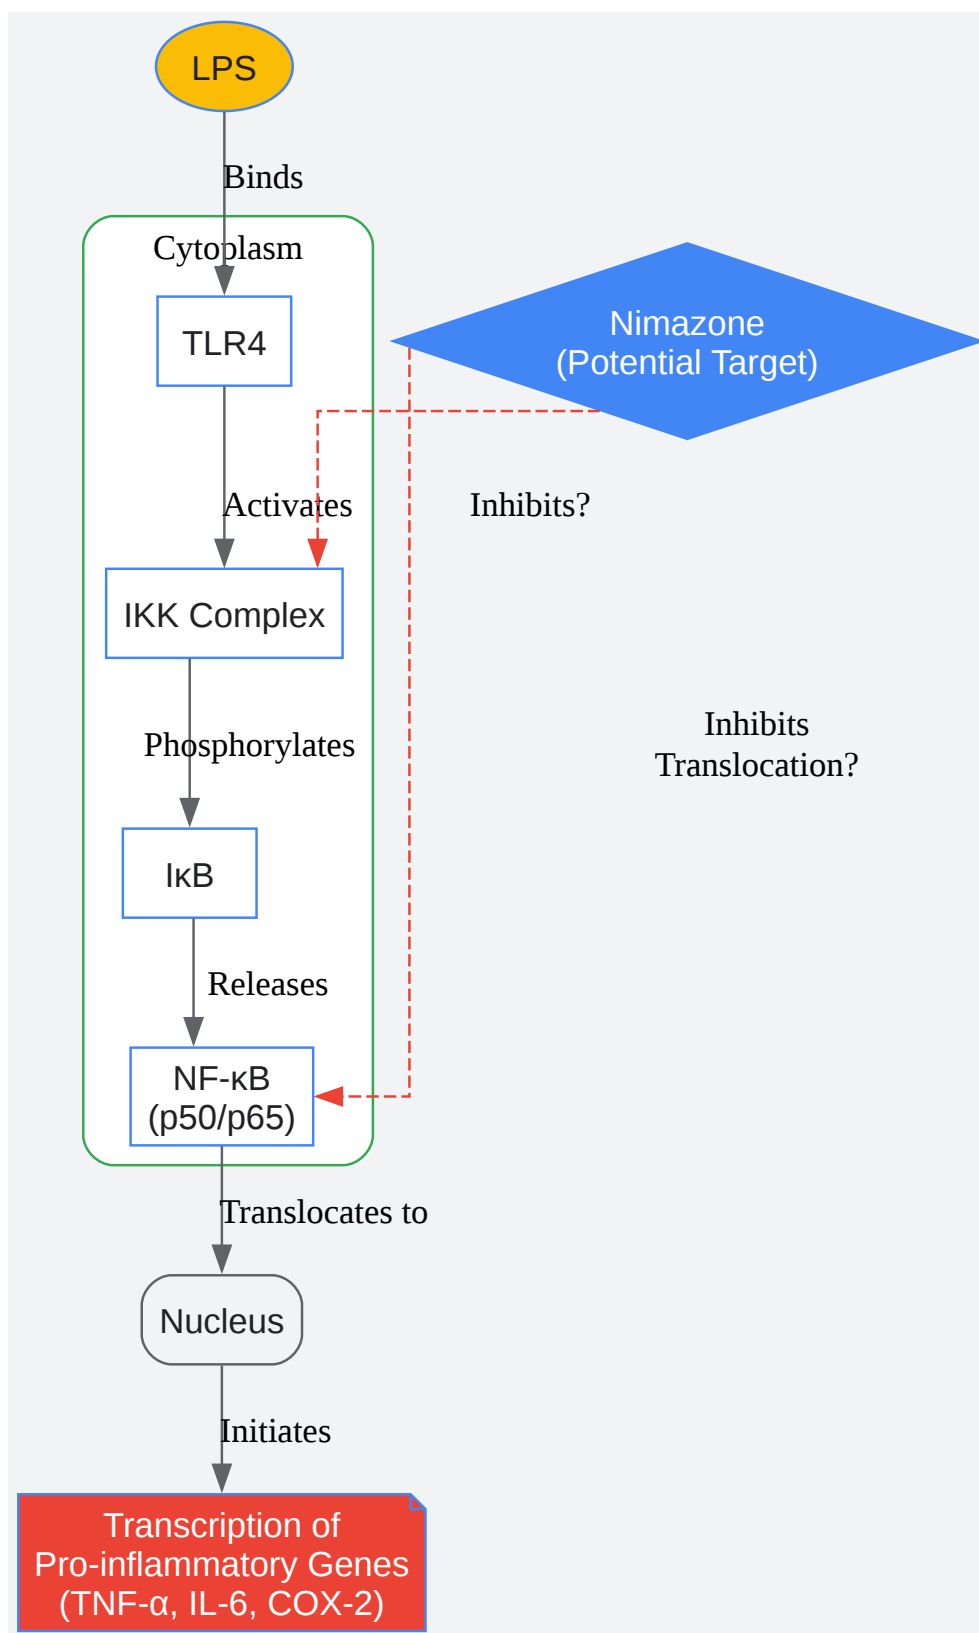 LPS
Binds
Cytoplasm
TLR4
Nimazone
(Potential Target)
Activates
Inhibits?
IKK Complex
Inhibits
Translocation?
Phosphorylates
IκB
Releases
NF-κB
(p50/p65)
Translocates to
Nucleus
Initiates
Transcription of
Pro-inflammatory Genes
(TNF-α, IL-6, COX-2)